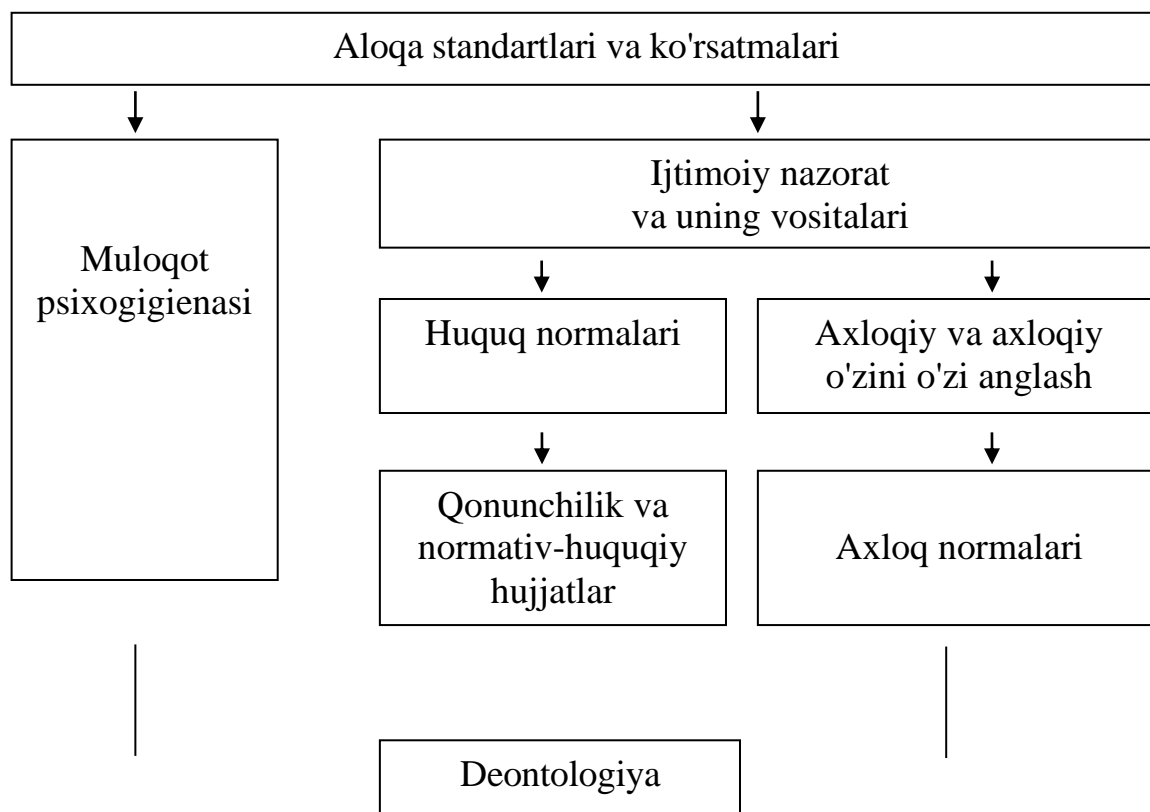 Aloqa standartlari va ko'rsatmalari
Muloqot
psixogigienasi
Ijtimoiy nazorat
va uning vositalari
Huquq normalari
Axloqiy va axloqiy
o'zini o'zi anglash
Qonunchilik va
normativ-huquqiy
hujjatlar
Axloq normalari
Deontologiya